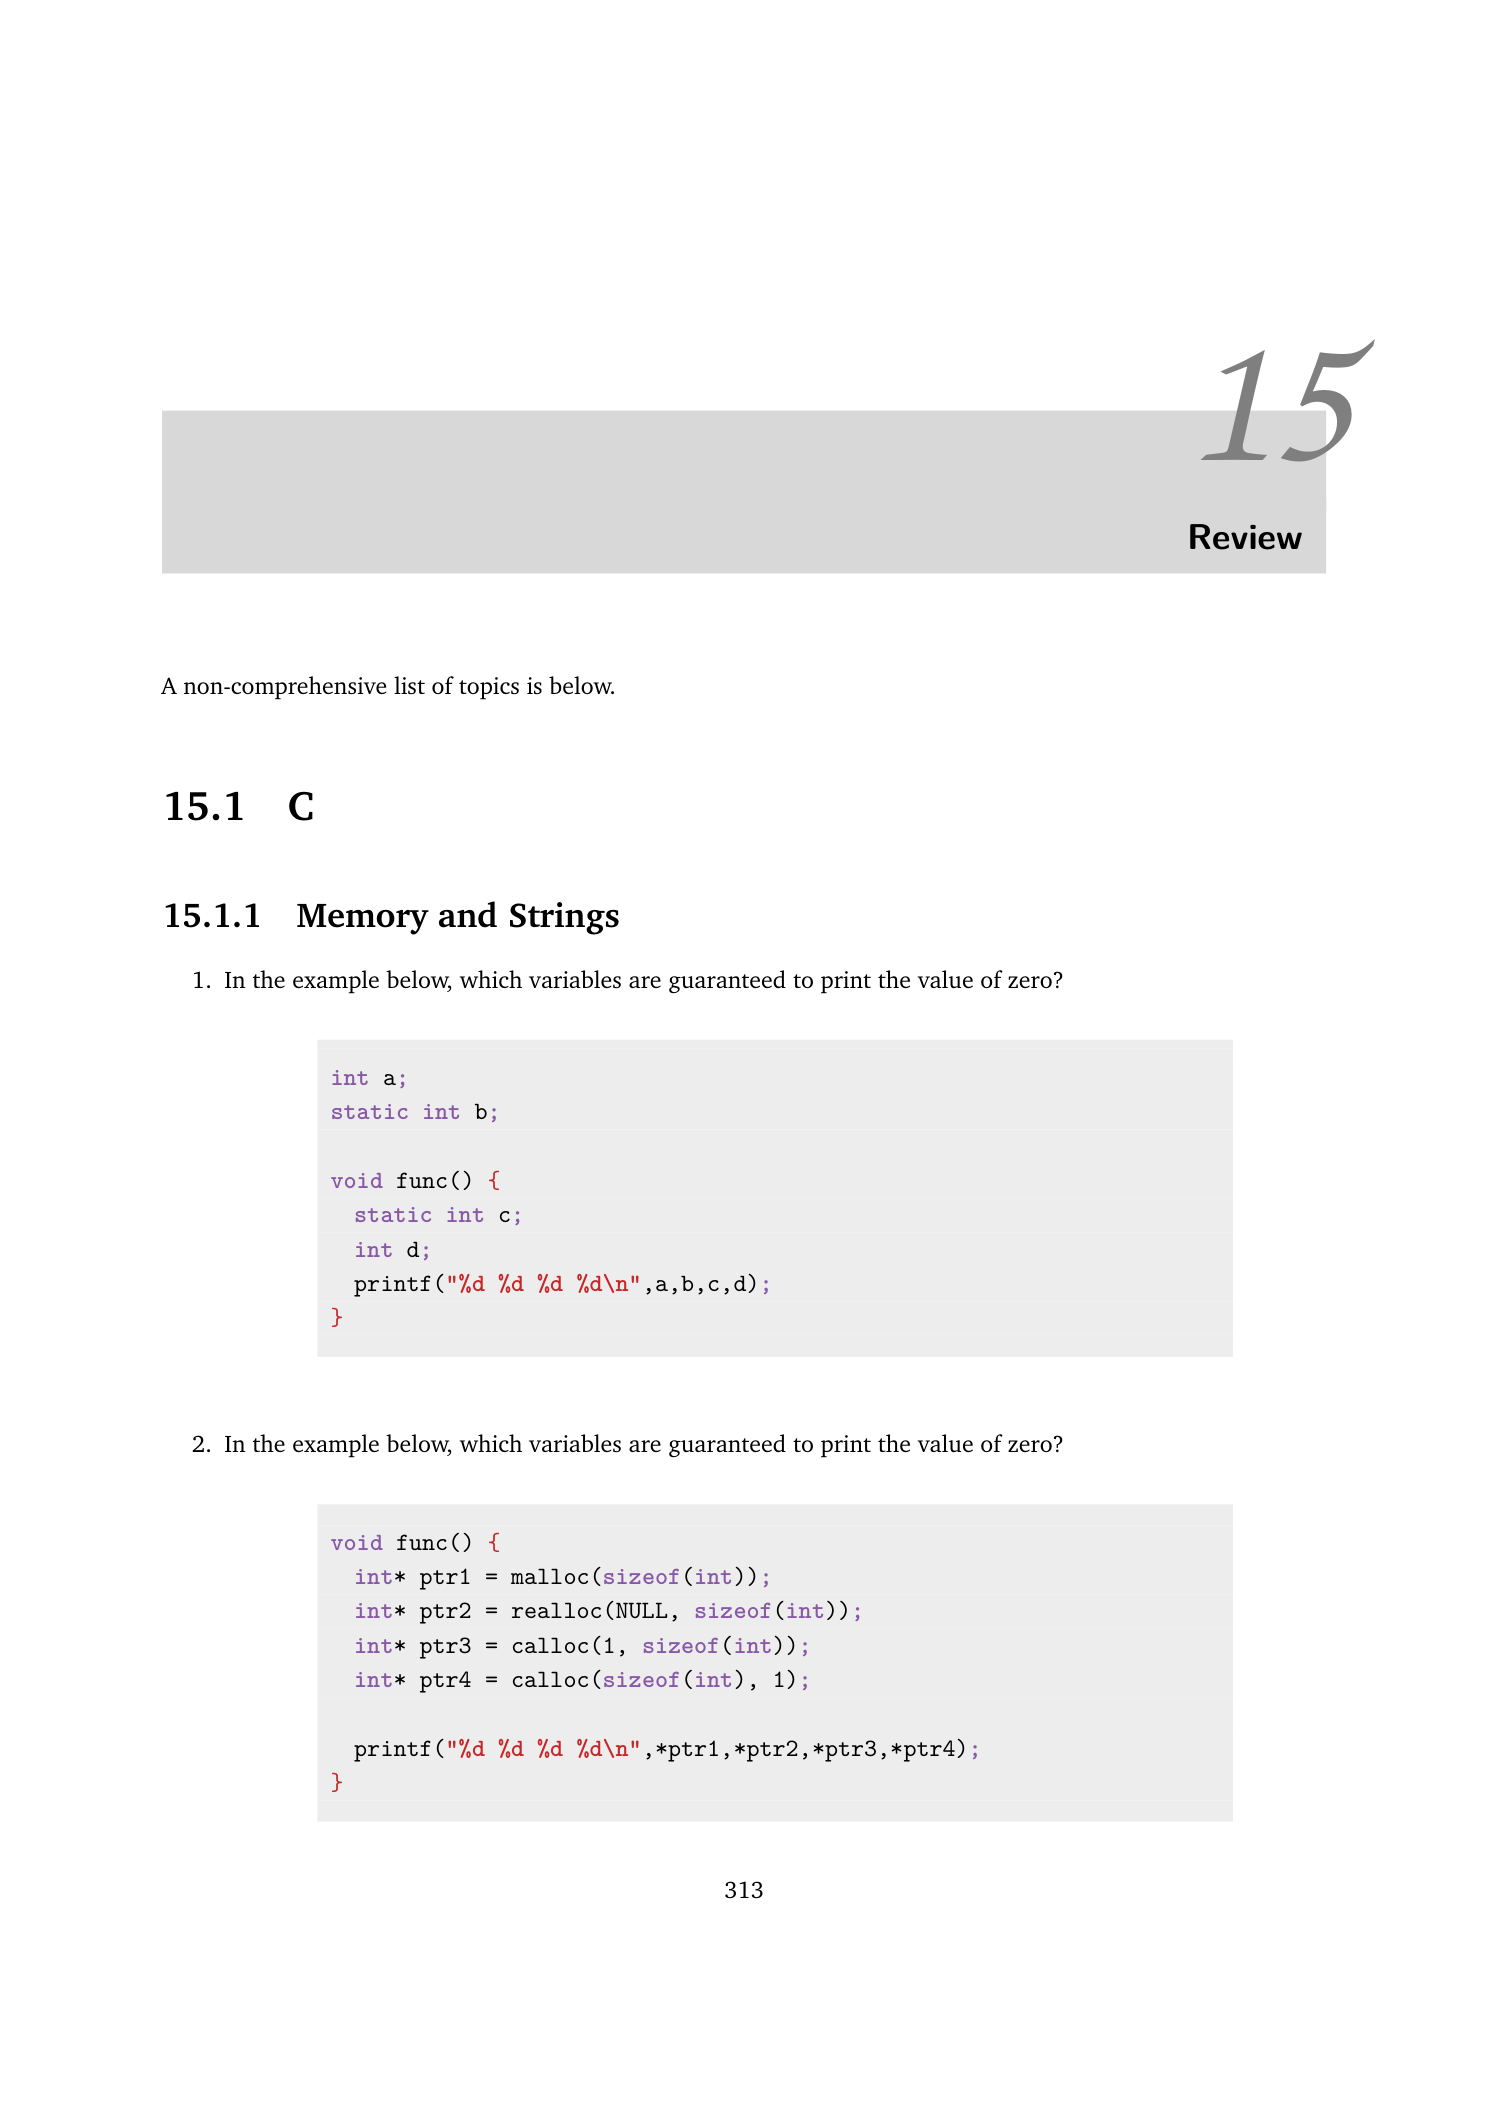 15
Review
A non-comprehensive list of topics is below.
15.1 C
15.1.1 Memory and Strings
1. In the example below, which variables are guaranteed to print the value of zero?
int a;
static int b;
void func() {
  static int c;
  int d;
  printf("%d %d %d %d\n",a,b,c,d);
}
2. In the example below, which variables are guaranteed to print the value of zero?
void func() {
  int* ptr1 = malloc(sizeof(int));
  int* ptr2 = realloc(NULL, sizeof(int));
  int* ptr3 = calloc(1, sizeof(int));
  int* ptr4 = calloc(sizeof(int), 1);
  printf("%d %d %d %d\n",*ptr1,*ptr2,*ptr3,*ptr4);
}
313